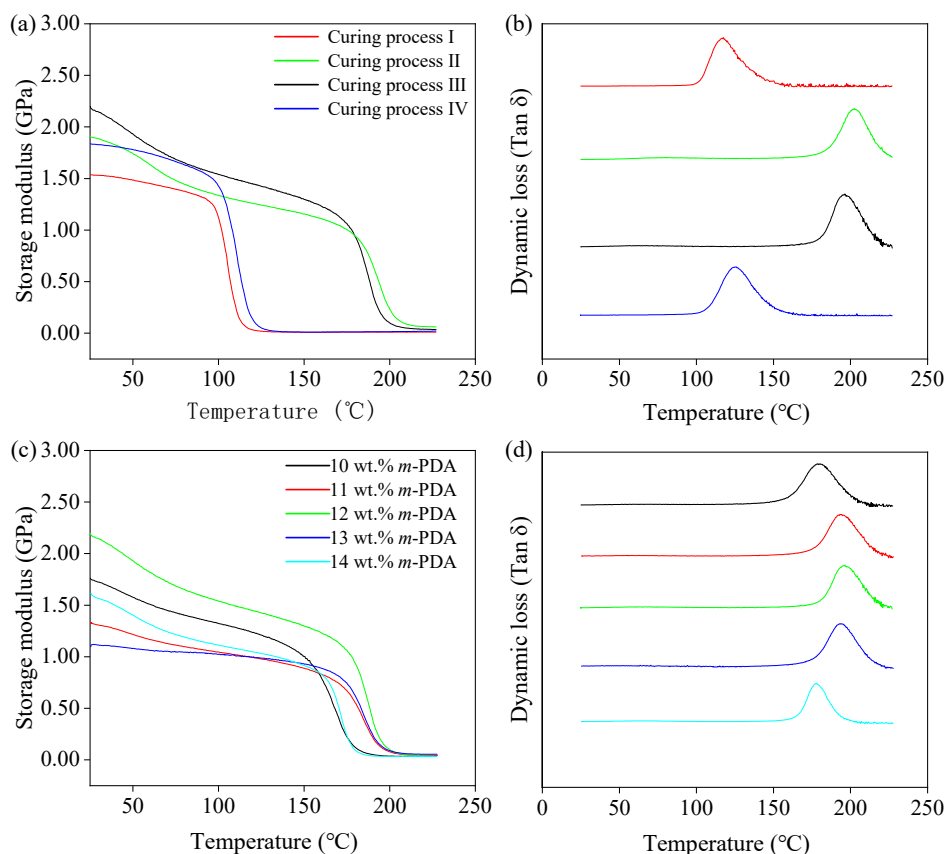 (a)
3.00
2.50
2.00
1.50
1.00
0.50
0.00
Storage modulus (GPa)
Curing process I
Curing process II
Curing process III
Curing process IV
50 100 150 200 250
Temperature (℃)
(b)
Dynamic loss (Tan δ)
0 50 100 150 200 250
Temperature (℃)
(c)
3.00
2.50
2.00
1.50
1.00
0.50
0.00
Storage modulus (GPa)
10 wt.% m-PDA
11 wt.% m-PDA
12 wt.% m-PDA
13 wt.% m-PDA
14 wt.% m-PDA
50 100 150 200 250
Temperature (℃)
(d)
Dynamic loss (Tan δ)
0 50 100 150 200 250
Temperature (℃)